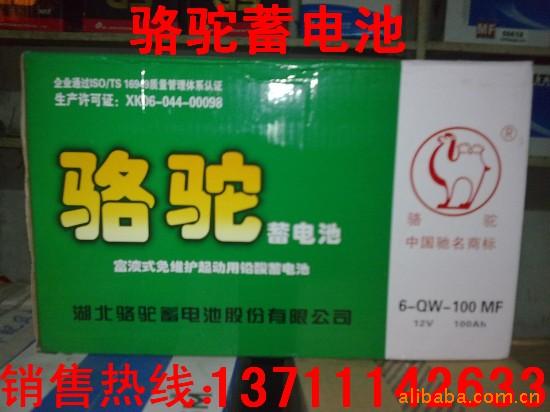 骆驼蓄电池
企业通过ISO/TS 16949质量管理体系认证
生产许可证：XK06-044-00098
骆驼
蓄电池
富液式免维护起动用铅酸蓄电池
湖北骆驼蓄电池股份有限公司
®
骆驼
中国驰名商标
6-QW-100 MF
12V 100Ah
MF
销售热线:13711142633
alibaba.com.cn